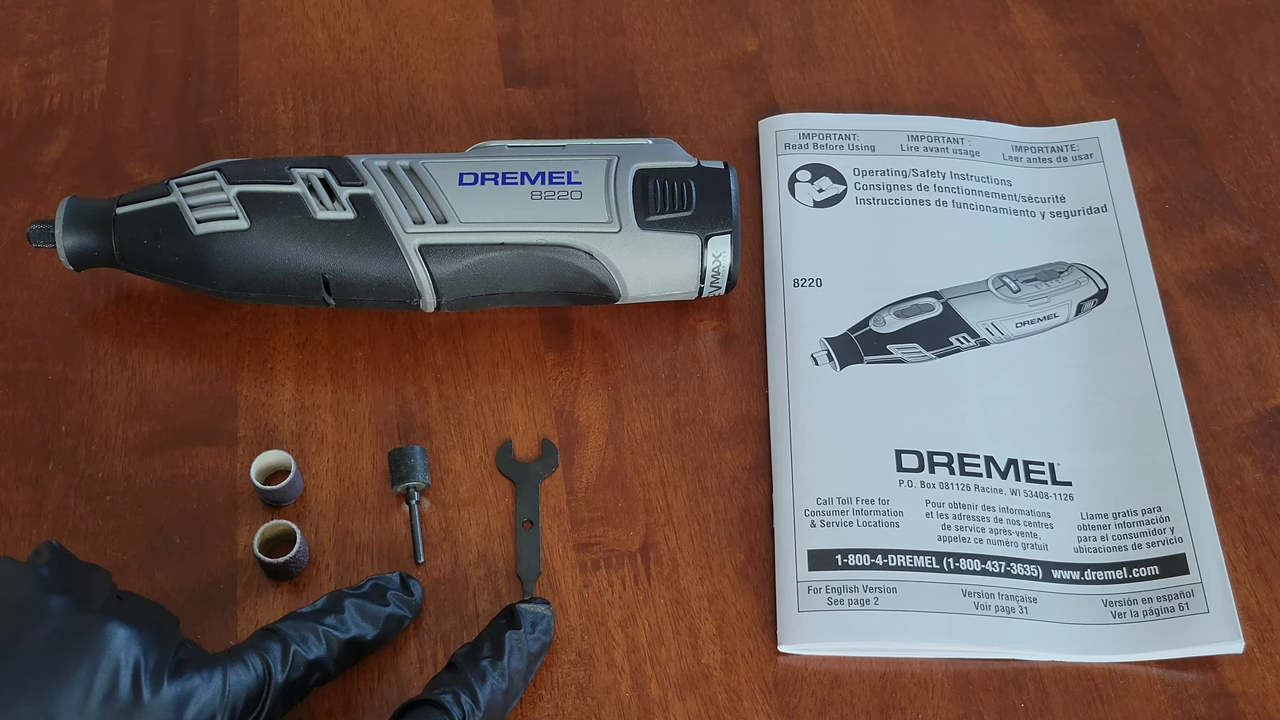 DREMEL
8220
VMAX
IMPORTANT:
Read Before Using
IMPORTANT :
Lire avant usage
IMPORTANTE:
Leer antes de usar
Operating/Safety Instructions
Consignes de fonctionnement/sécurité
Instrucciones de funcionamiento y seguridad
8220
DREMEL
DREMEL
P.O. Box 081126 Racine, WI 53408-1126
Call Toll Free for
Consumer Information
& Service Locations
Pour obtenir des informations
et les adresses de nos centres
de service après-vente,
appelez ce numéro gratuit
Llame gratis para
obtener información
para el consumidor y
ubicaciones de servicio
1-800-4-DREMEL (1-800-437-3635) www.dremel.com
For English Version
See page 2
Version française
Voir page 31
Versión en español
Ver la página 61